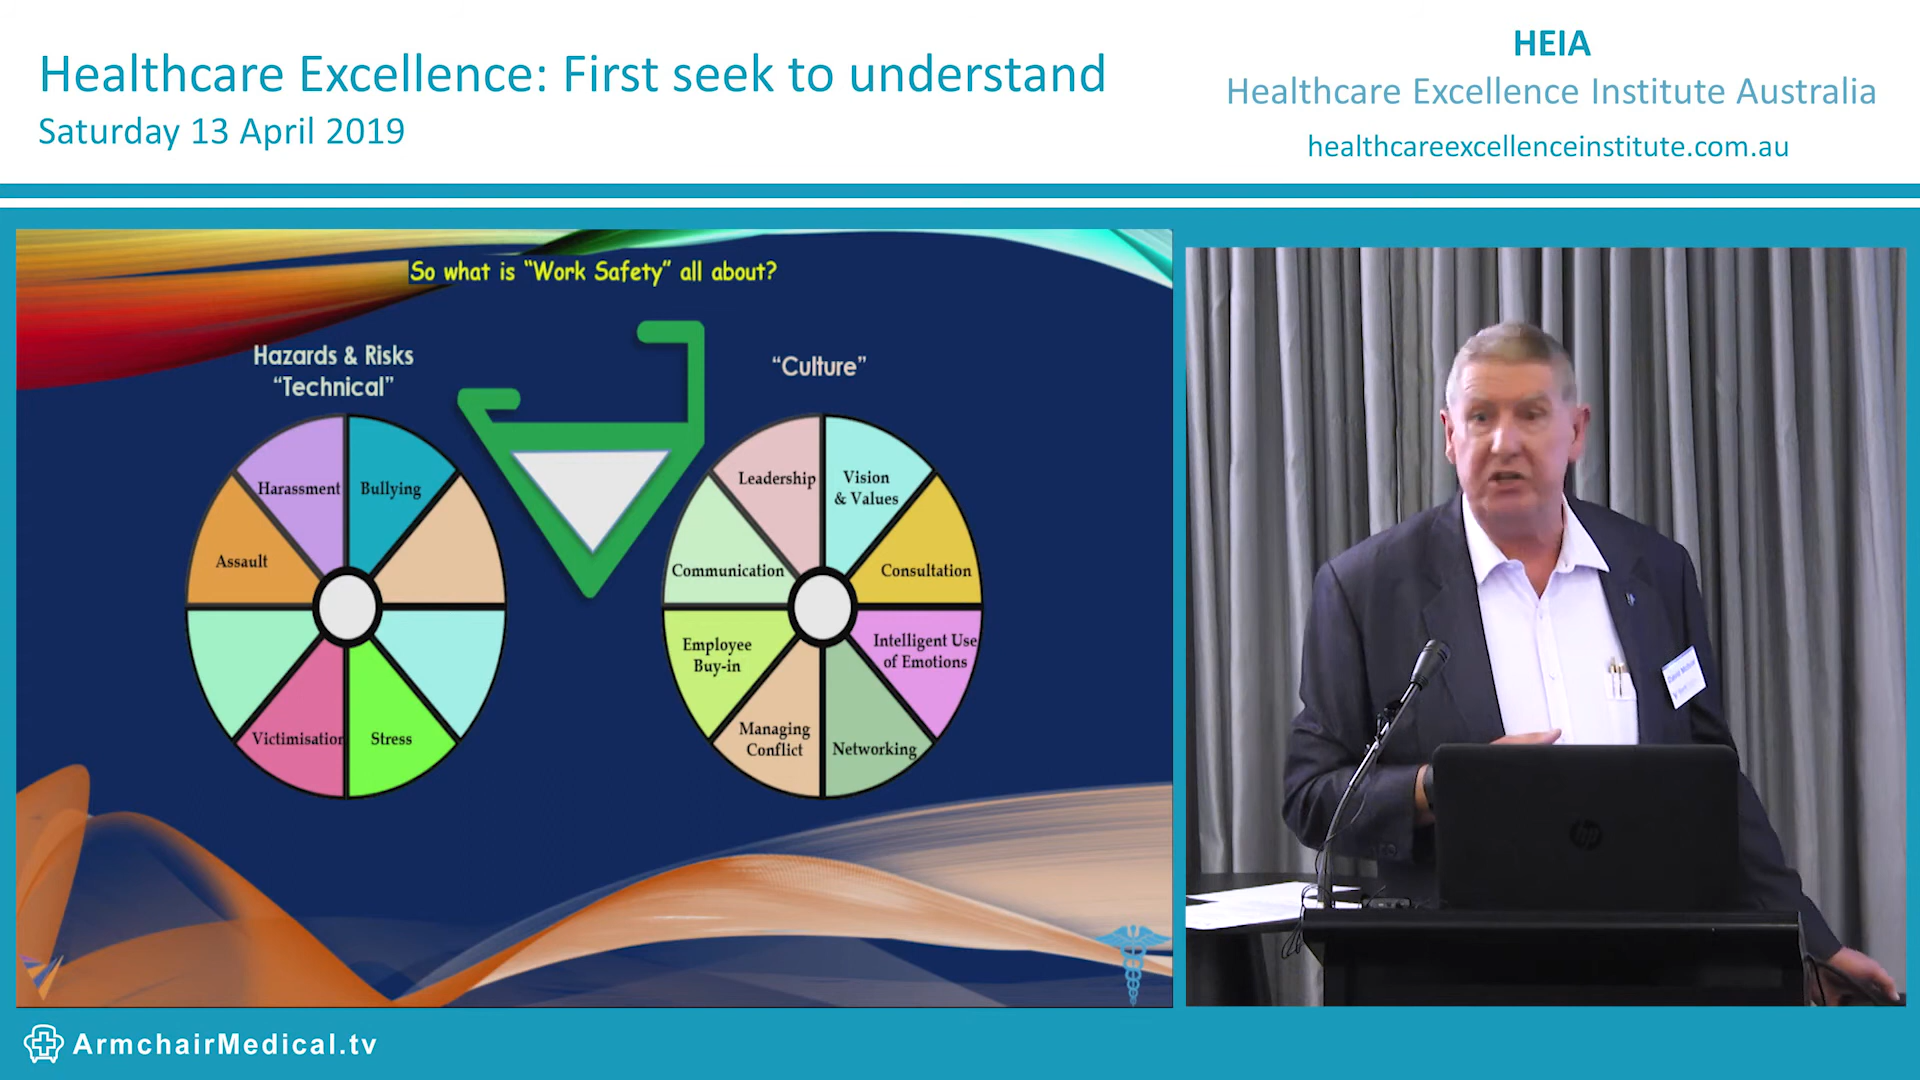 Healthcare Excellence: First seek to understand
Saturday 13 April 2019
HEIA
Healthcare Excellence Institute Australia
healthcareexcellenceinstitute.com.au
So what is “Work Safety” all about?
Hazards & Risks
“Technical”
Harassment
Bullying
Assault
Victimisation
Stress
“Culture”
Leadership
Vision
& Values
Communication
Consultation
Employee
Buy-in
Intelligent Use
of Emotions
Managing
Conflict
Networking
hp
ArmchairMedical.tv